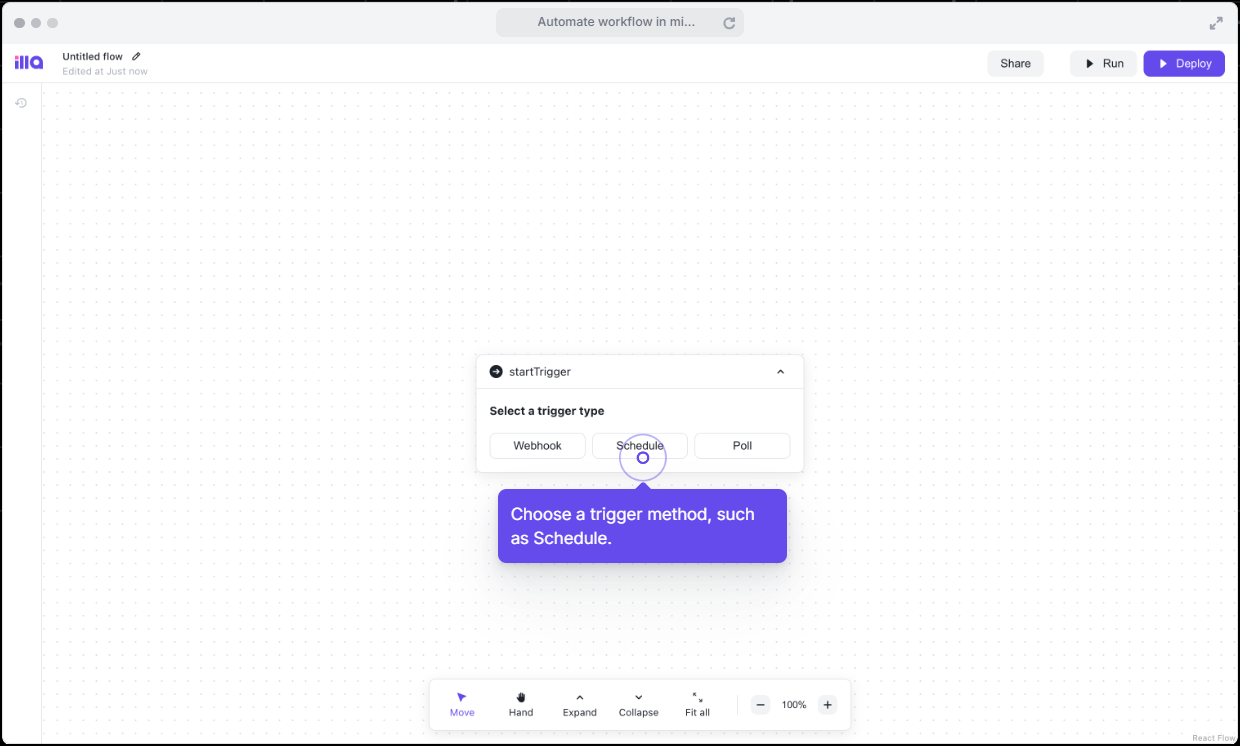 Automate workflow in mi...
illa
Untitled flow
Edited at Just now
Share
Run
Deploy
startTrigger
Select a trigger type
Webhook
Schedule
Poll
Choose a trigger method, such
as Schedule.
Move
Hand
Expand
Collapse
Fit all
100%
React Flow